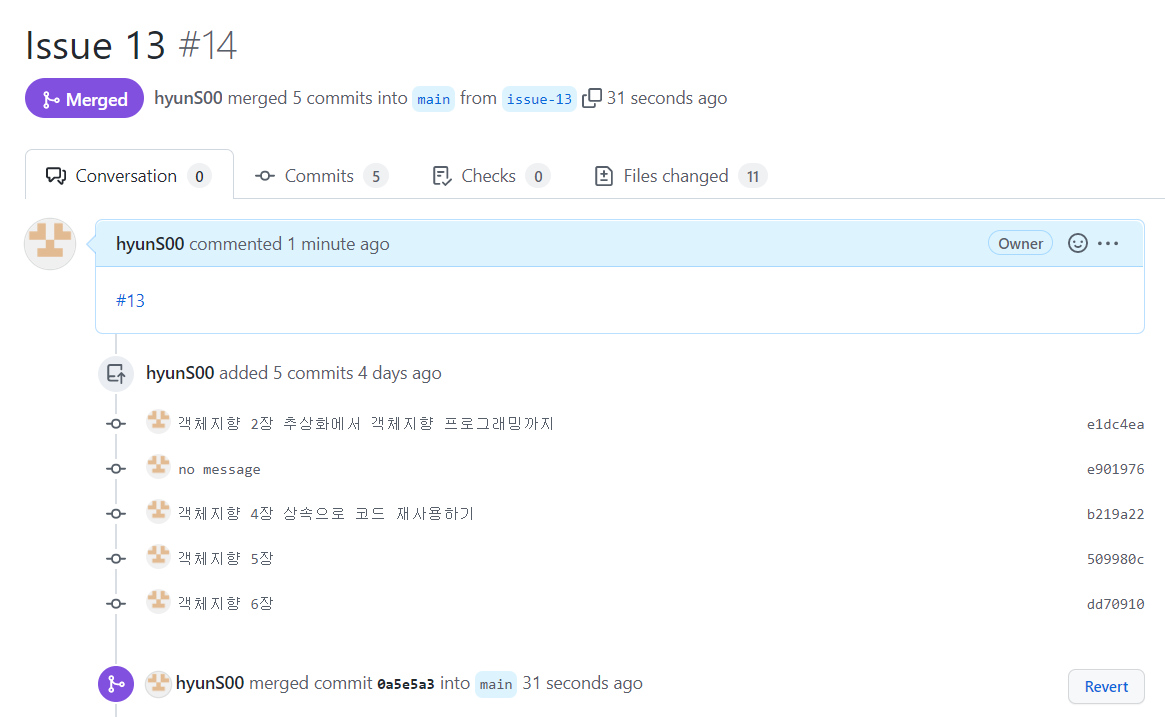 Issue 13 #14
Merged hyunS00 merged 5 commits into main from issue-13 31 seconds ago
Conversation 0 Commits 5 Checks 0 Files changed 11
hyunS00 commented 1 minute ago Owner
#13
hyunS00 added 5 commits 4 days ago
객체지향 2장 추상화에서 객체지향 프로그래밍까지 e1dc4ea
no message e901976
객체지향 4장 상속으로 코드 재사용하기 b219a22
객체지향 5장 509980c
객체지향 6장 dd70910
hyunS00 merged commit 0a5e5a3 into main 31 seconds ago Revert